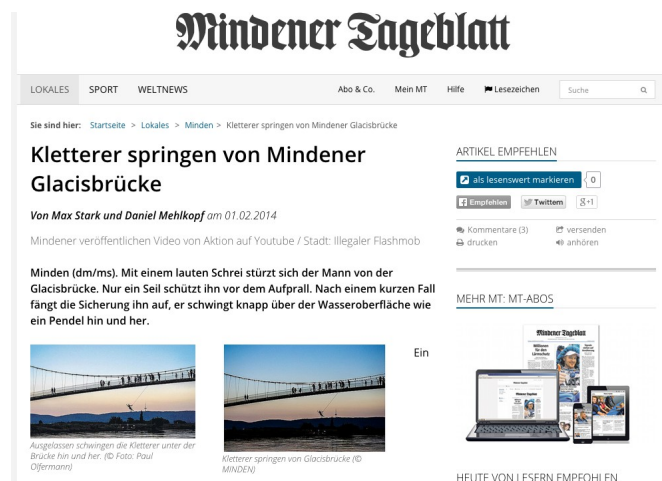 Mindener Tageblatt
LOKALES SPORT WELTNEWS Abo & Co. Mein MT Hilfe Lesezeichen Suche
Sie sind hier: Startseite > Lokales > Minden > Kletterer springen von Mindener Glacisbrücke
Kletterer springen von Mindener
Glacisbrücke
Von Max Stark und Daniel Mehlkopf am 01.02.2014
Mindener veröffentlichen Video von Aktion auf Youtube / Stadt: Illegaler Flashmob
Minden (dm/ms). Mit einem lauten Schrei stürzt sich der Mann von der
Glacisbrücke. Nur ein Seil schützt ihn vor dem Aufprall. Nach einem kurzen Fall
fängt die Sicherung ihn auf, er schwingt knapp über der Wasseroberfläche wie
ein Pendel hin und her.
Ein
Ausgelassen schwingen die Kletterer unter der
Brücke hin und her. (© Foto: Paul
Olfermann)
Kletterer springen von Glacisbrücke (©
MINDEN)
ARTIKEL EMPFEHLEN
als lesenswert markieren 0
Empfehlen Twittern g+1
Kommentare (3) versenden
drucken anhören
MEHR MT: MT-ABOS
Mindener Tageblatt
HEUTE VON LESERN EMPFOHLEN